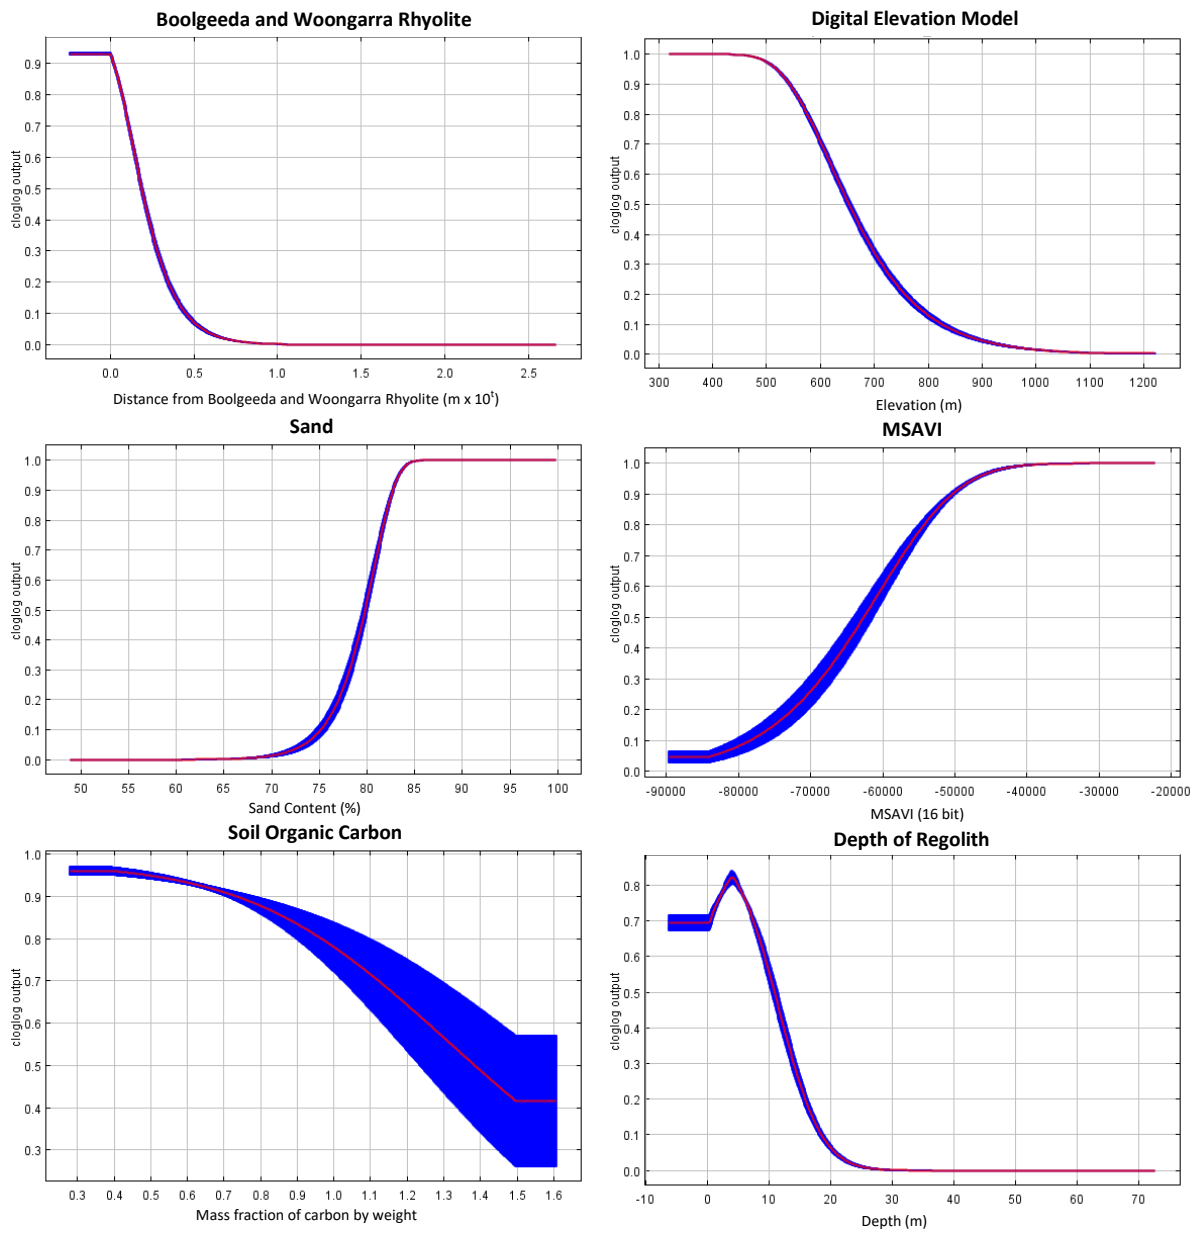 Boolgeeda and Woongarra Rhyolite
0.9
0.8
0.7
0.6
0.5
0.4
0.3
0.2
0.1
0.0
cloglog output
0.0 0.5 1.0 1.5 2.0 2.5
Distance from Boolgeeda and Woongarra Rhyolite (m x 10^t)
Digital Elevation Model
1.0
0.9
0.8
0.7
0.6
0.5
0.4
0.3
0.2
0.1
0.0
cloglog output
300 400 500 600 700 800 900 1000 1100 1200
Elevation (m)
Sand
1.0
0.9
0.8
0.7
0.6
0.5
0.4
0.3
0.2
0.1
0.0
cloglog output
50 55 60 65 70 75 80 85 90 95 100
Sand Content (%)
MSAVI
1.0
0.9
0.8
0.7
0.6
0.5
0.4
0.3
0.2
0.1
0.0
cloglog output
-90000 -80000 -70000 -60000 -50000 -40000 -30000 -20000
MSAVI (16 bit)
Soil Organic Carbon
1.0
0.9
0.8
0.7
0.6
0.5
0.4
0.3
cloglog output
0.3 0.4 0.5 0.6 0.7 0.8 0.9 1.0 1.1 1.2 1.3 1.4 1.5 1.6
Mass fraction of carbon by weight
Depth of Regolith
0.8
0.7
0.6
0.5
0.4
0.3
0.2
0.1
0.0
cloglog output
-10 0 10 20 30 40 50 60 70
Depth (m)